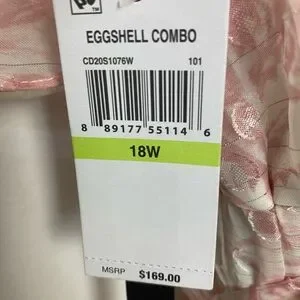 EGGSHELL COMBO
CD20S1076W 101
8 89177 55114 6
18W
MSRP $169.00